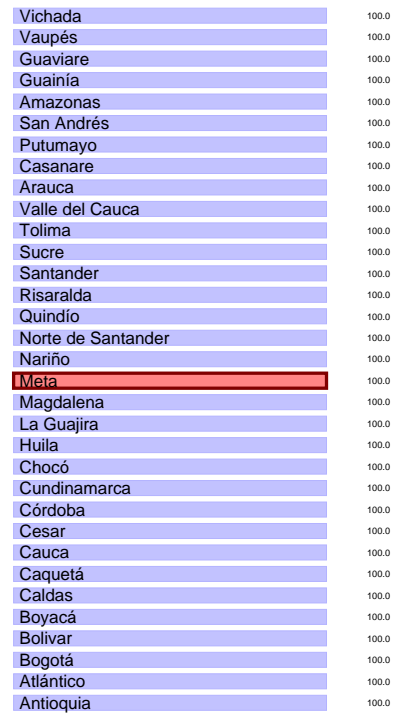 Vichada 100.0
Vaupés 100.0
Guaviare 100.0
Guainía 100.0
Amazonas 100.0
San Andrés 100.0
Putumayo 100.0
Casanare 100.0
Arauca 100.0
Valle del Cauca 100.0
Tolima 100.0
Sucre 100.0
Santander 100.0
Risaralda 100.0
Quindío 100.0
Norte de Santander 100.0
Nariño 100.0
Meta 100.0
Magdalena 100.0
La Guajira 100.0
Huila 100.0
Chocó 100.0
Cundinamarca 100.0
Córdoba 100.0
Cesar 100.0
Cauca 100.0
Caquetá 100.0
Caldas 100.0
Boyacá 100.0
Bolivar 100.0
Bogotá 100.0
Atlántico 100.0
Antioquia 100.0